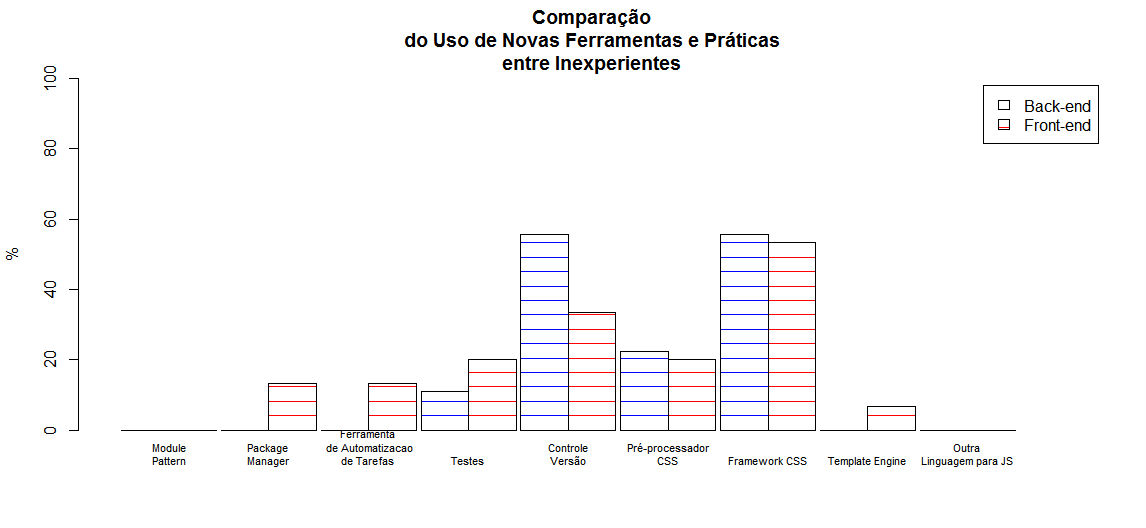 Comparação
do Uso de Novas Ferramentas e Práticas
entre Inexperientes
Back-end
Front-end
%
100
80
60
40
20
0
Module
Pattern
Package
Manager
Ferramenta
de Automatizacao
de Tarefas
Testes
Controle
Versão
Pré-processador
CSS
Framework CSS
Template Engine
Outra
Linguagem para JS